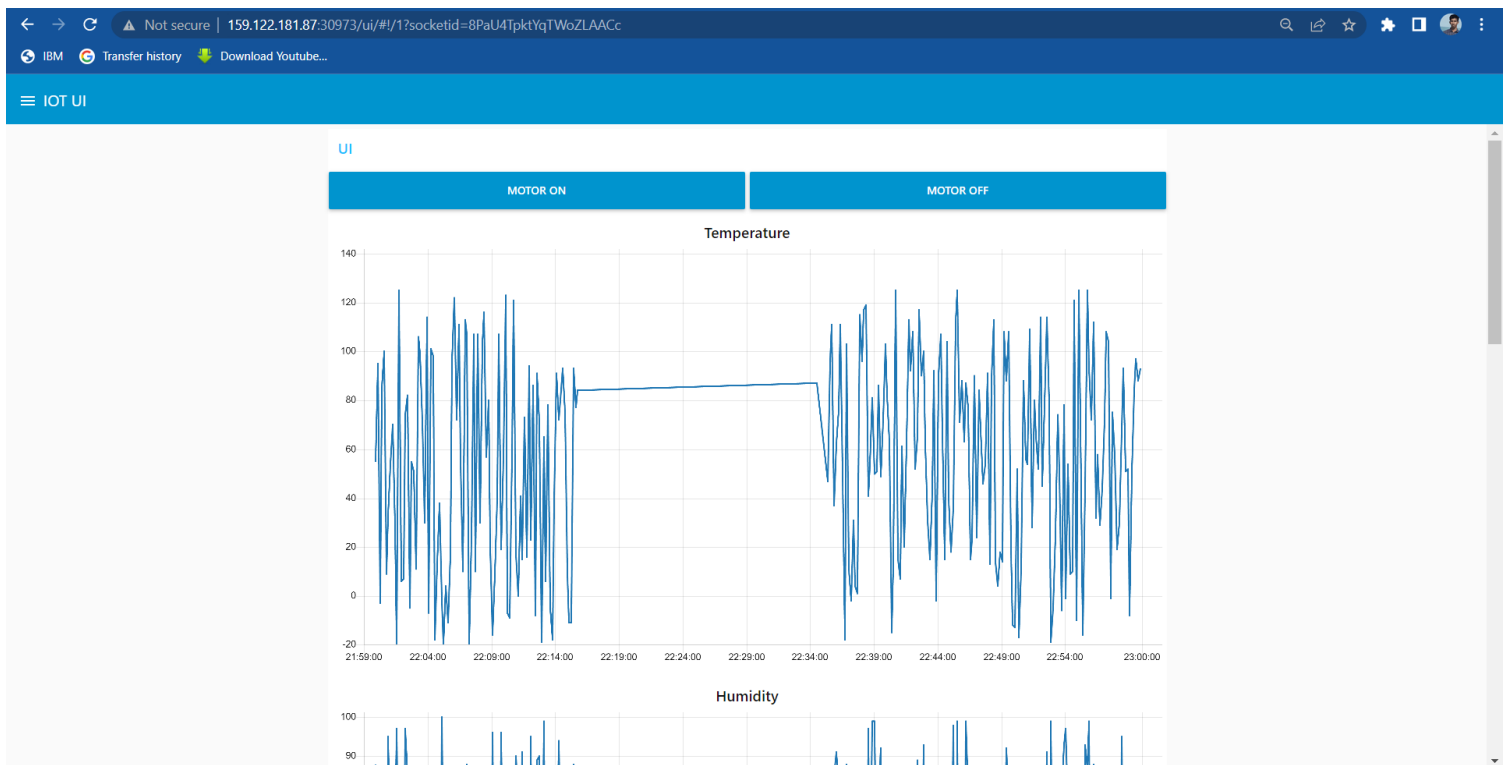 Not secure | 159.122.181.87:30973/ui/#!/1?socketid=8PaU4TpktYqTWoZLAACc
IBM Transfer history Download Youtube...
IOT UI
UI
MOTOR ON MOTOR OFF
Temperature
140
120
100
80
60
40
20
0
-20
21:59:00 22:04:00 22:09:00 22:14:00 22:19:00 22:24:00 22:29:00 22:34:00 22:39:00 22:44:00 22:49:00 22:54:00 23:00:00
Humidity
100
90